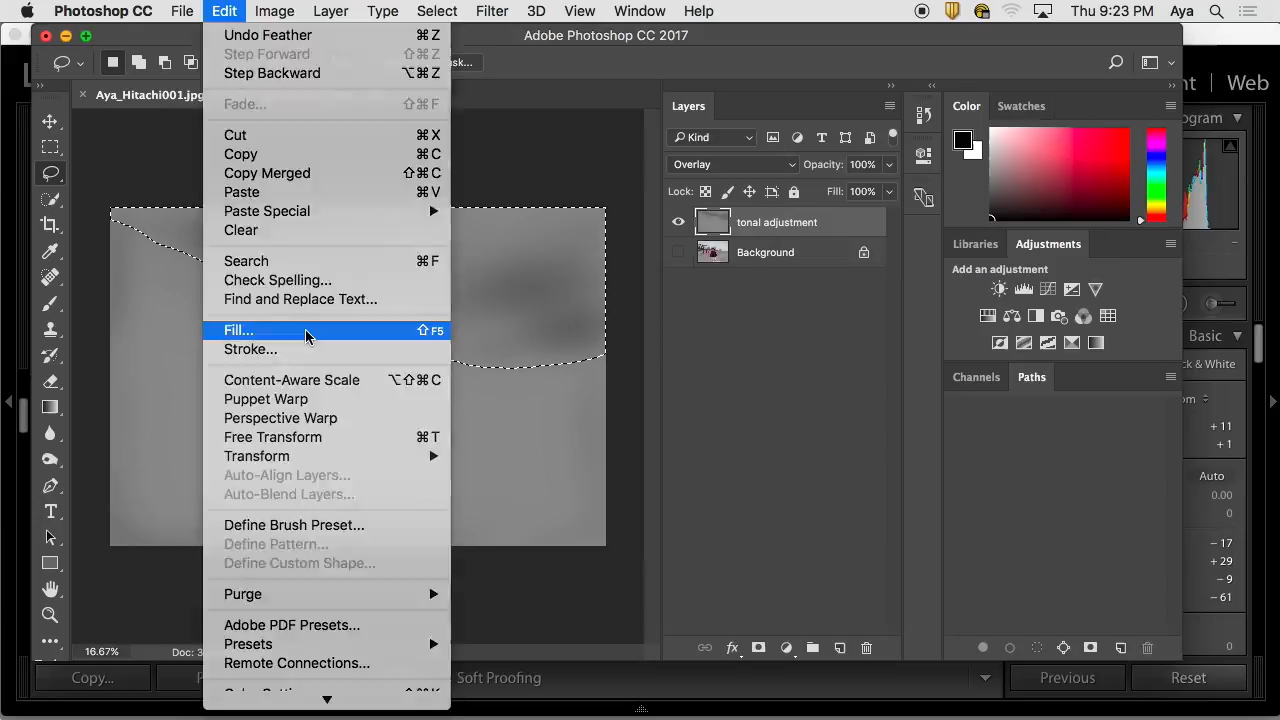 Photoshop CC File Edit Image Layer Type Select Filter 3D View Window Help Thu 9:23 PM Aya
Adobe Photoshop CC 2017
Undo Feather ⌘Z
Step Forward ⇧⌘Z
Step Backward ⌥⌘Z
Fade... ⇧⌘F
Cut ⌘X
Copy ⌘C
Copy Merged ⇧⌘C
Paste ⌘V
Paste Special
Clear
Search ⌘F
Check Spelling...
Find and Replace Text...
Fill... ⇧F5
Stroke...
Content-Aware Scale ⌥⇧⌘C
Puppet Warp
Perspective Warp
Free Transform ⌘T
Transform
Auto-Align Layers...
Auto-Blend Layers...
Define Brush Preset...
Define Pattern...
Define Custom Shape...
Purge
Adobe PDF Presets...
Presets
Remote Connections...
sk...
Aya_Hitachi001.jpg
16.67% Doc: 3
Layers
Kind
Overlay Opacity: 100%
Lock: Fill: 100%
tonal adjustment
Background
Color Swatches
Libraries Adjustments
Add an adjustment
Channels Paths
nt | Web
ogram
Basic
ck & White
om
+ 11
+ 1
Auto
0.00
0
– 17
+ 29
– 9
– 61
0
Copy... P Soft Proofing Previous Reset